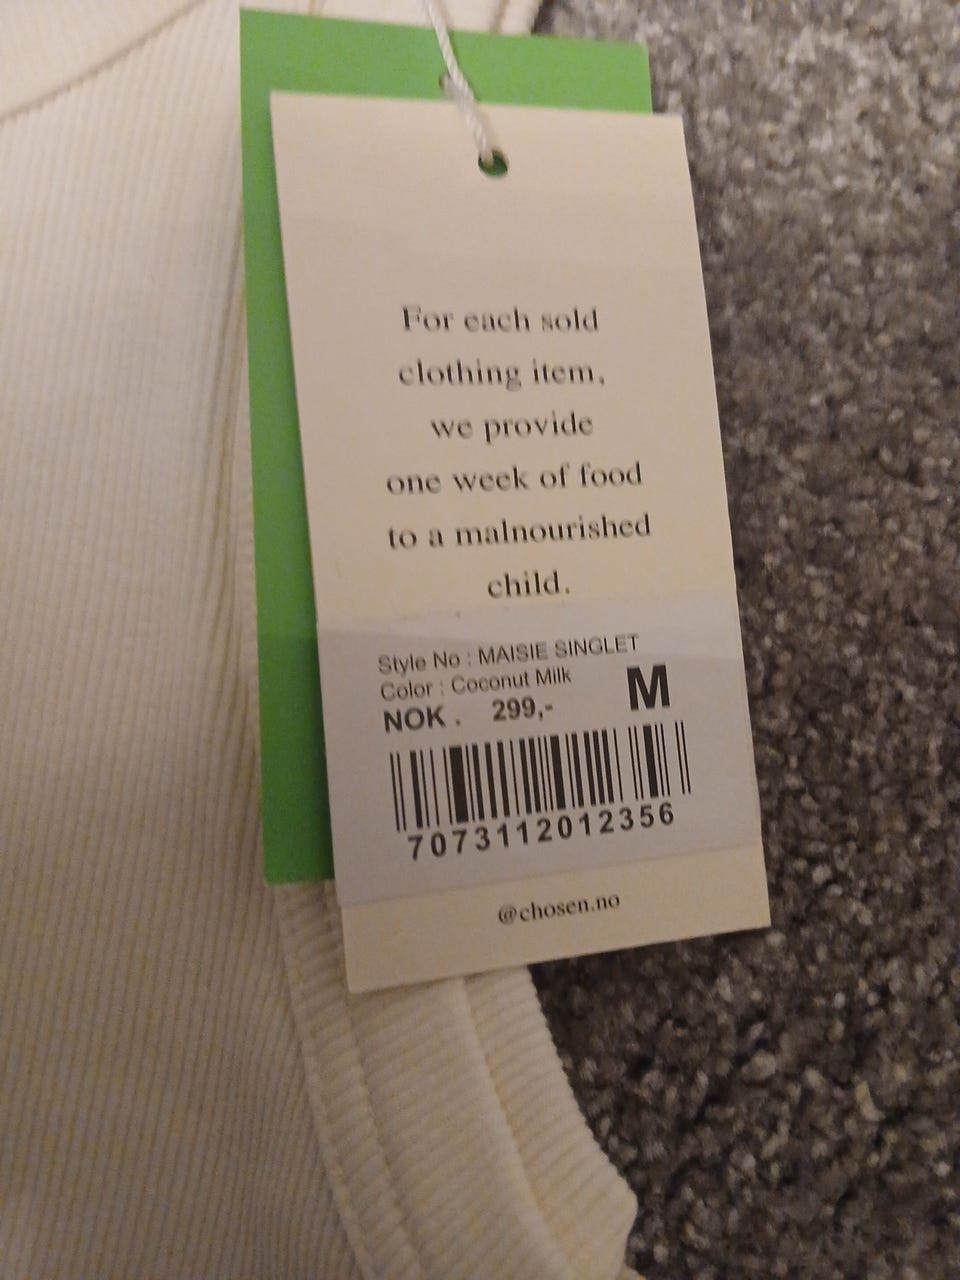 For each sold
clothing item,
we provide
one week of food
to a malnourished
child.
Style No : MAISIE SINGLET
Color : Coconut Milk
M
NOK . 299,-
7073112012356
@chosen.no